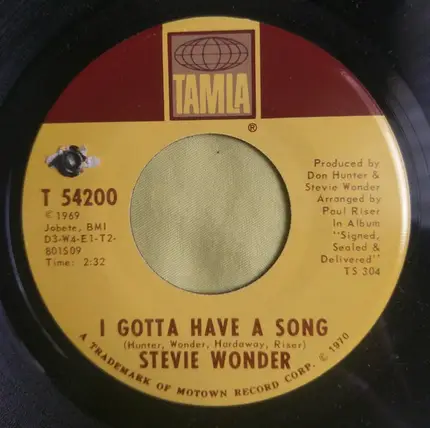 TAMLA
®
T 54200
© 1969
Jobete, BMI
D3-W4-E1-T2-
801S09
Time: 2:32
Produced by
Don Hunter &
Stevie Wonder
Arranged by
Paul Riser
In Album
"Signed,
Sealed &
Delivered"
TS 304
I GOTTA HAVE A SONG
(Hunter, Wonder, Hardaway, Riser)
STEVIE WONDER
A TRADEMARK OF MOTOWN RECORD CORP. © 1970